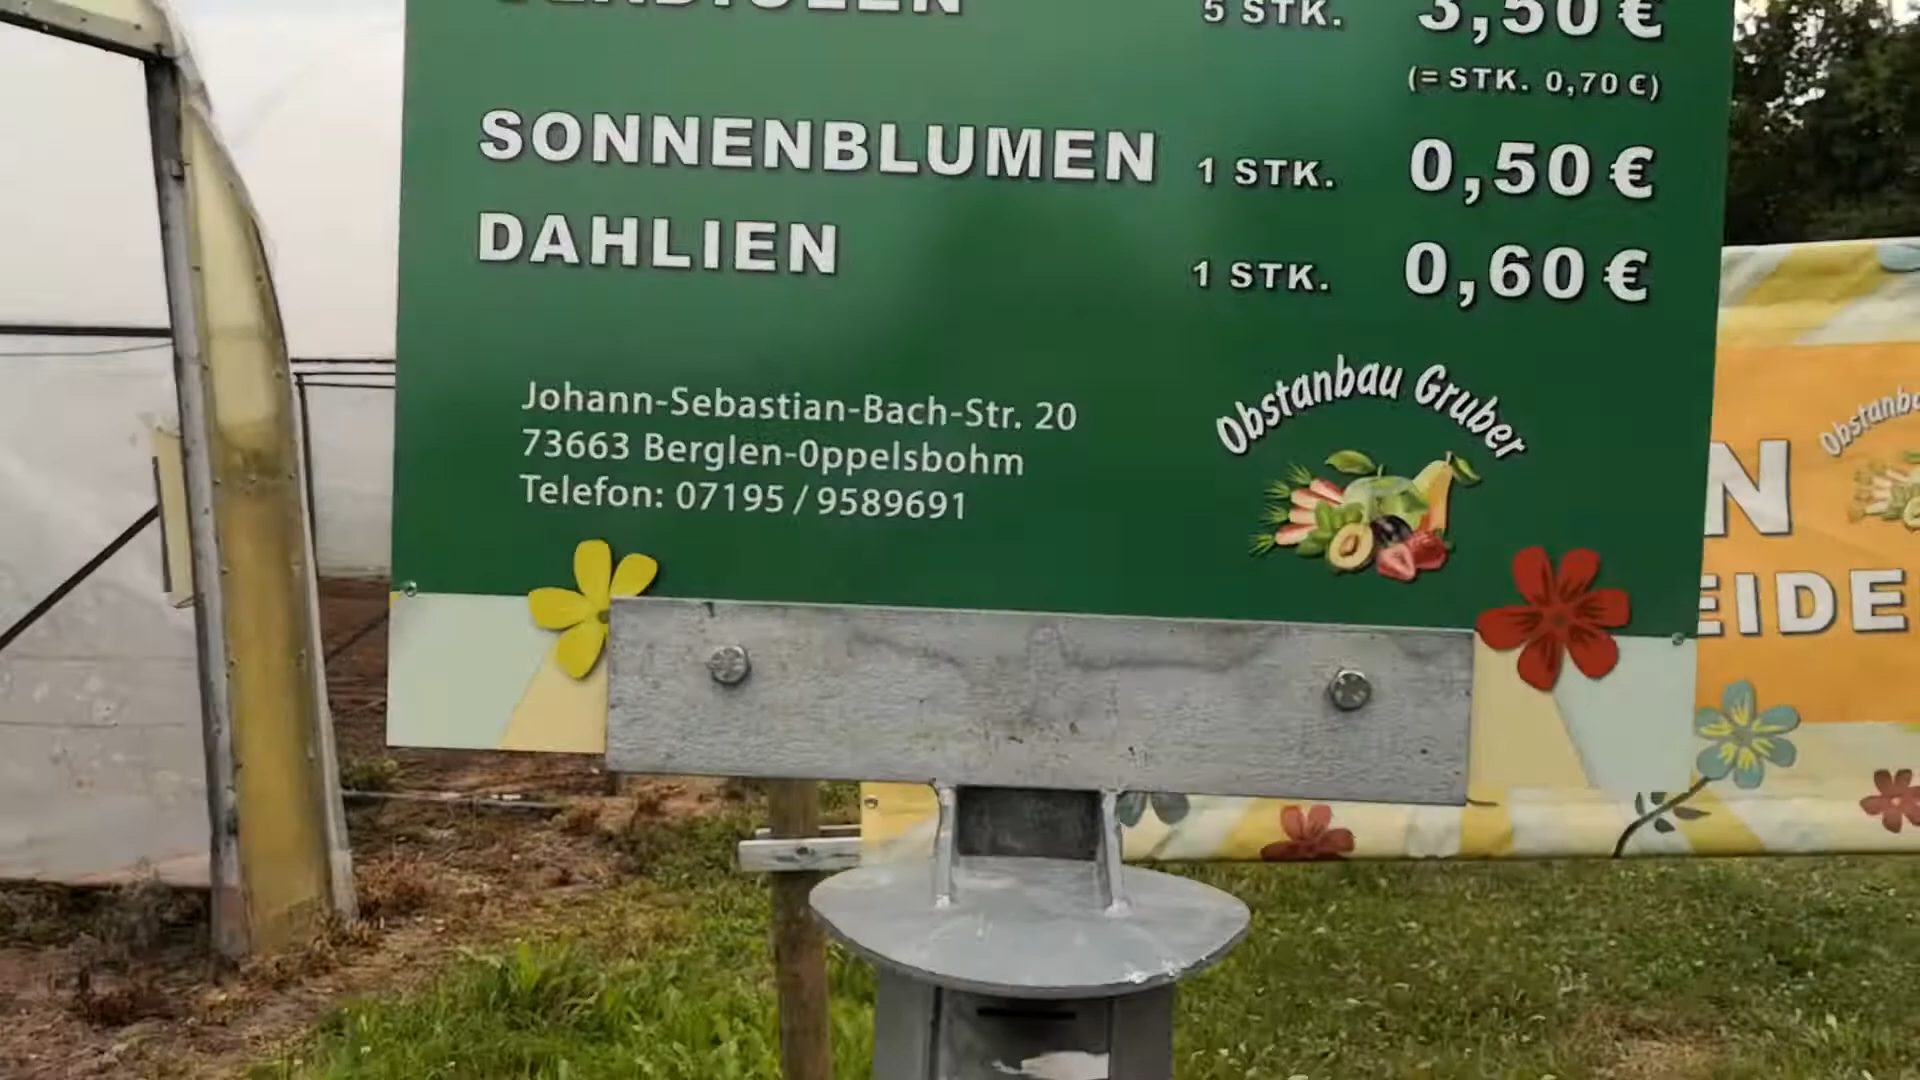 5 STK. 3,50 €
(= STK. 0,70 €)
SONNENBLUMEN 1 STK. 0,50 €
DAHLIEN 1 STK. 0,60 €
Johann-Sebastian-Bach-Str. 20
73663 Berglen-Oppelsbohm
Telefon: 07195 / 9589691
Obstanbau Gruber